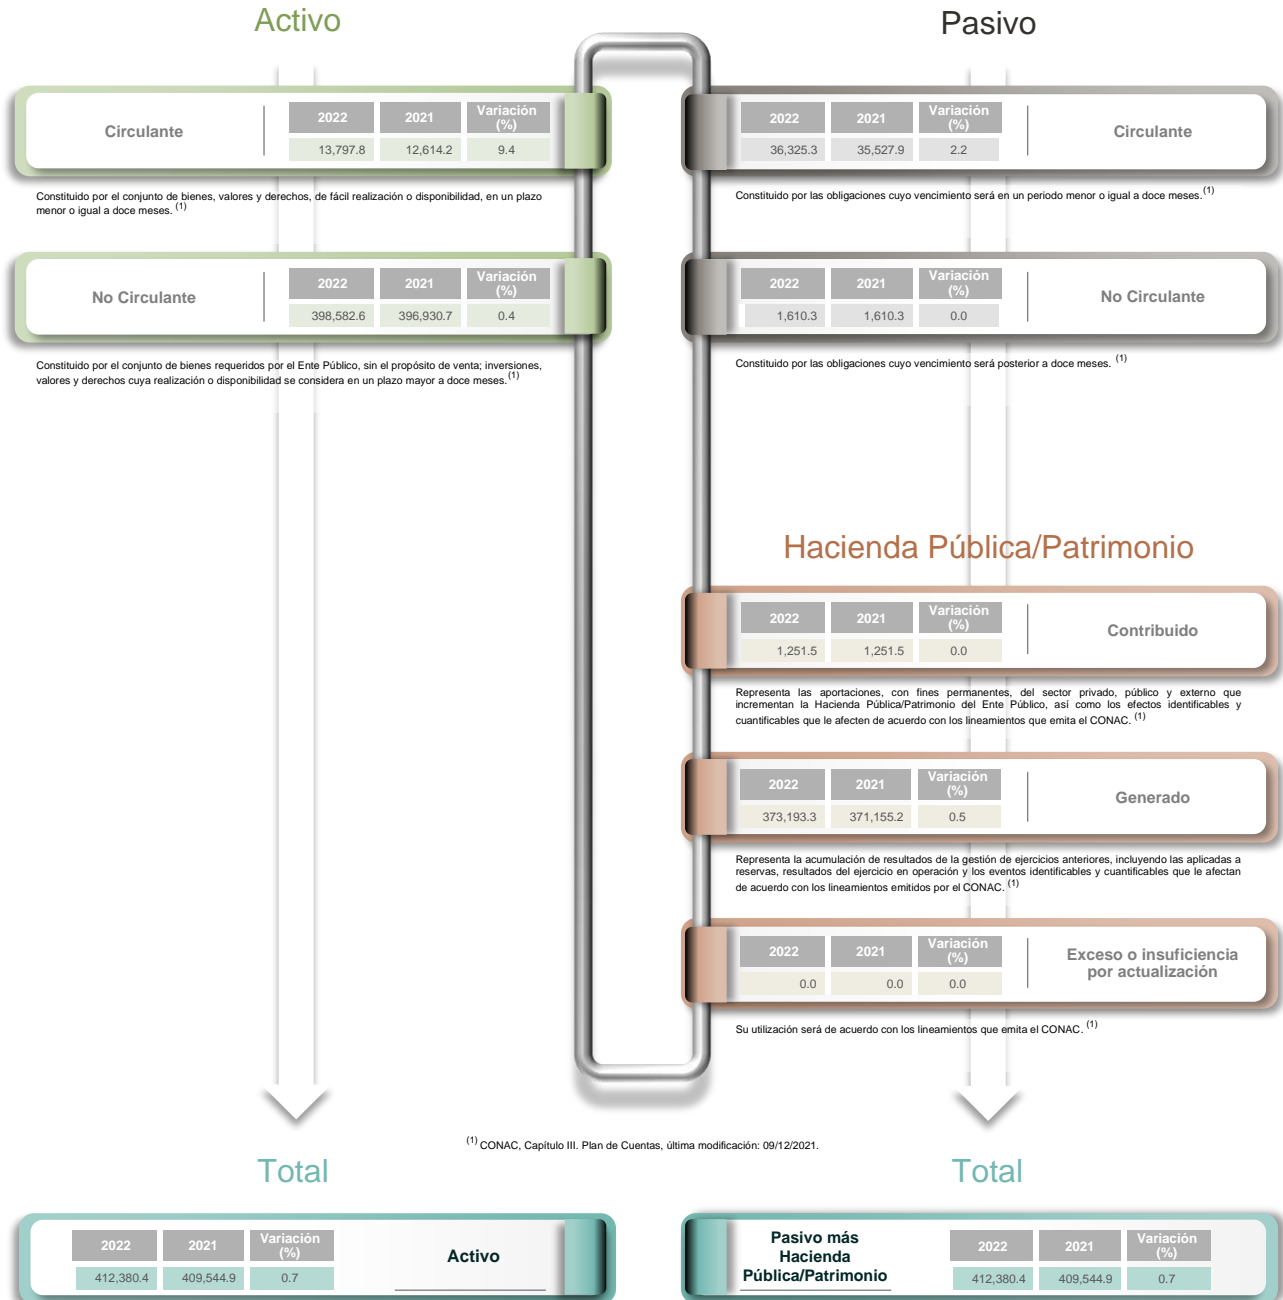 Activo
Circulante
2022 2021 Variación (%)
13,797.8 12,614.2 9.4
Constituido por el conjunto de bienes, valores y derechos, de fácil realización o disponibilidad, en un plazo
menor o igual a doce meses. (1)
No Circulante
2022 2021 Variación (%)
398,582.6 396,930.7 0.4
Constituido por el conjunto de bienes requeridos por el Ente Público, sin el propósito de venta; inversiones,
valores y derechos cuya realización o disponibilidad se considera en un plazo mayor a doce meses. (1)
Pasivo
2022 2021 Variación (%)
36,325.3 35,527.9 2.2
Circulante
Constituido por las obligaciones cuyo vencimiento será en un periodo menor o igual a doce meses. (1)
2022 2021 Variación (%)
1,610.3 1,610.3 0.0
No Circulante
Constituido por las obligaciones cuyo vencimiento será posterior a doce meses. (1)
Hacienda Pública/Patrimonio
2022 2021 Variación (%)
1,251.5 1,251.5 0.0
Contribuido
Representa las aportaciones, con fines permanentes, del sector privado, público y externo que
incrementan la Hacienda Pública/Patrimonio del Ente Público, así como los efectos identificables y
cuantificables que le afecten de acuerdo con los lineamientos que emita el CONAC. (1)
2022 2021 Variación (%)
373,193.3 371,155.2 0.5
Generado
Representa la acumulación de resultados de la gestión de ejercicios anteriores, incluyendo las aplicadas a
reservas, resultados del ejercicio en operación y los eventos identificables y cuantificables que le afectan
de acuerdo con los lineamientos emitidos por el CONAC. (1)
2022 2021 Variación (%)
0.0 0.0 0.0
Exceso o insuficiencia
por actualización
Su utilización será de acuerdo con los lineamientos que emita el CONAC. (1)
(1) CONAC, Capítulo III. Plan de Cuentas, última modificación: 09/12/2021.
Total
2022 2021 Variación (%)
412,380.4 409,544.9 0.7
Activo
Total
Pasivo más
Hacienda
Pública/Patrimonio
2022 2021 Variación (%)
412,380.4 409,544.9 0.7